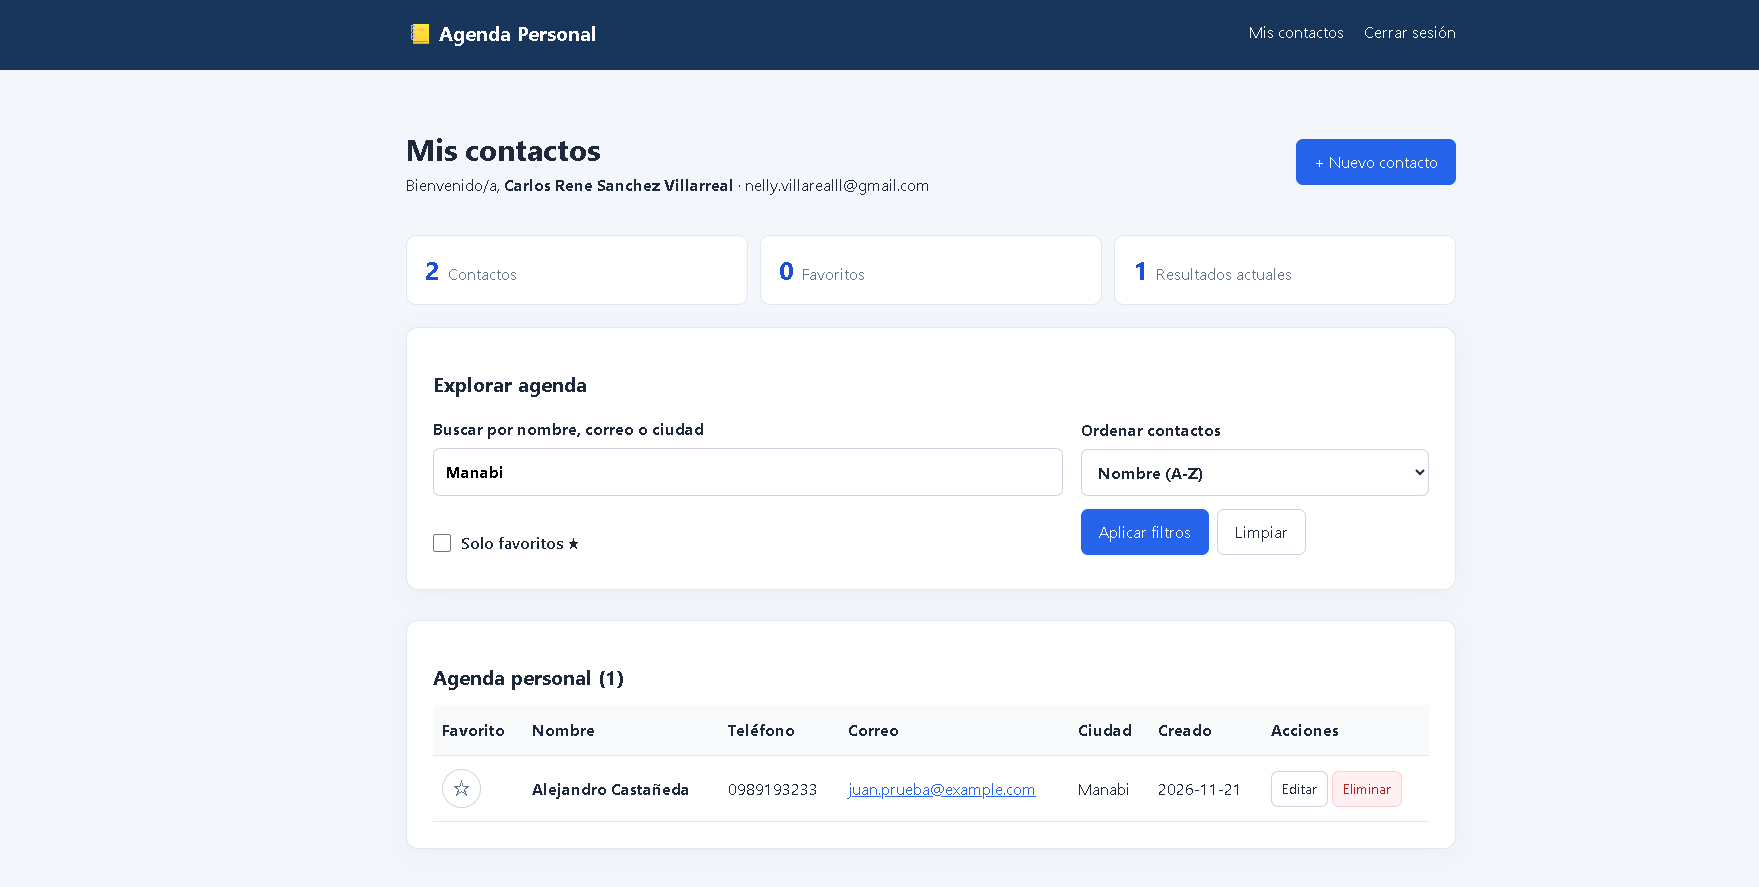 Agenda Personal
Mis contactos Cerrar sesión
Mis contactos
+ Nuevo contacto
Bienvenido/a, Carlos Rene Sanchez Villarreal · nelly.villarealll@gmail.com
2 Contactos
0 Favoritos
1 Resultados actuales
Explorar agenda
Buscar por nombre, correo o ciudad
Manabi
Ordenar contactos
Nombre (A-Z)
Solo favoritos ★
Aplicar filtros Limpiar
Agenda personal (1)
Favorito Nombre Teléfono Correo Ciudad Creado Acciones
☆ Alejandro Castañeda 0989193233 juan.prueba@example.com Manabi 2026-11-21 Editar Eliminar